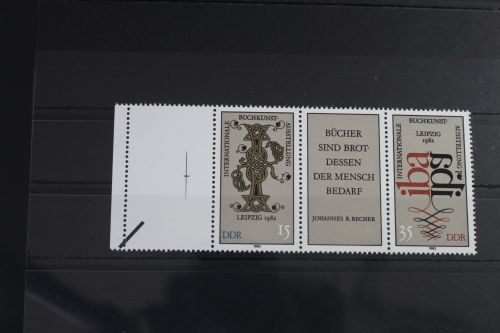 INTERNATIONALE
BUCHKUNST-
AUSSTELLUNG
LEIPZIG 1982
DDR
15
1982
BÜCHER
SIND BROT-
DESSEN
DER MENSCH
BEDARF
JOHANNES R. BECHER
INTERNATIONALE
BUCHKUNST-
AUSSTELLUNG
LEIPZIG
1982
iba
iba
35
DDR
1982